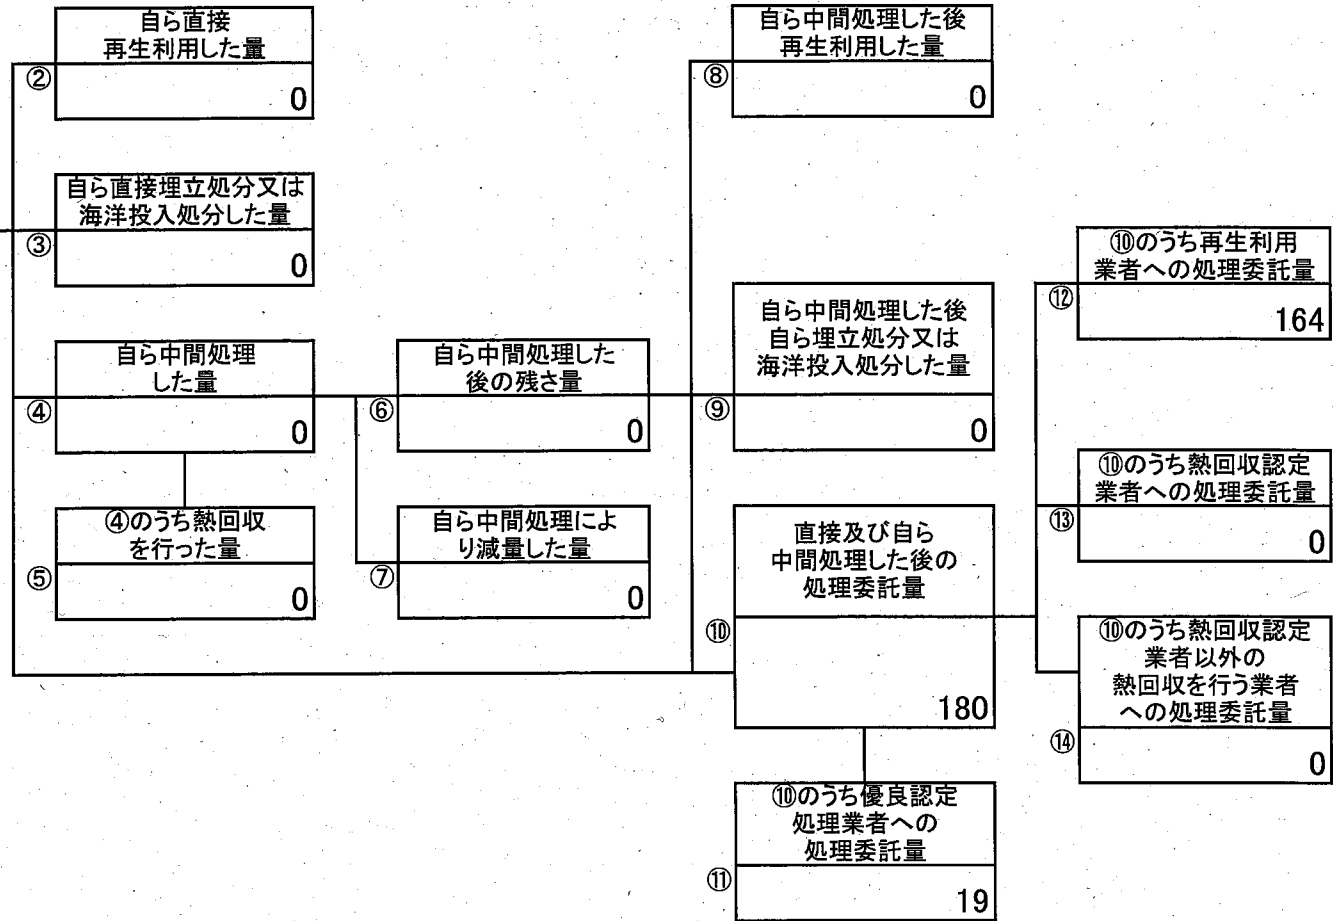 自ら直接
再生利用した量
②
0
自ら直接埋立処分又は
海洋投入処分した量
③
0
自ら中間処理
した量
④
0
④のうち熱回収
を行った量
⑤
0
自ら中間処理した
後の残さ量
⑥
0
自ら中間処理によ
り減量した量
⑦
0
自ら中間処理した後
再生利用した量
⑧
0
自ら中間処理した後
自ら埋立処分又は
海洋投入処分した量
⑨
0
直接及び自ら
中間処理した後の
処理委託量
⑩
180
⑩のうち優良認定
処理業者への
処理委託量
⑪
19
⑩のうち再生利用
業者への処理委託量
⑫
164
⑩のうち熱回収認定
業者への処理委託量
⑬
0
⑩のうち熱回収認定
業者以外の
熱回収を行う業者
への処理委託量
⑭
0